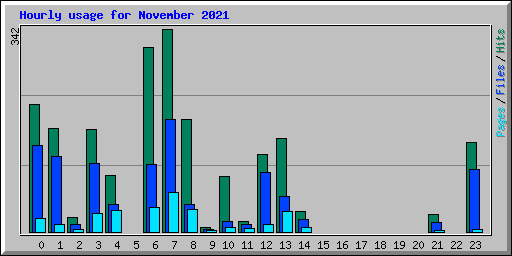 Hourly usage for November 2021
342
Pages / Files / Hits
0 1 2 3 4 5 6 7 8 9 10 11 12 13 14 15 16 17 18 19 20 21 22 23